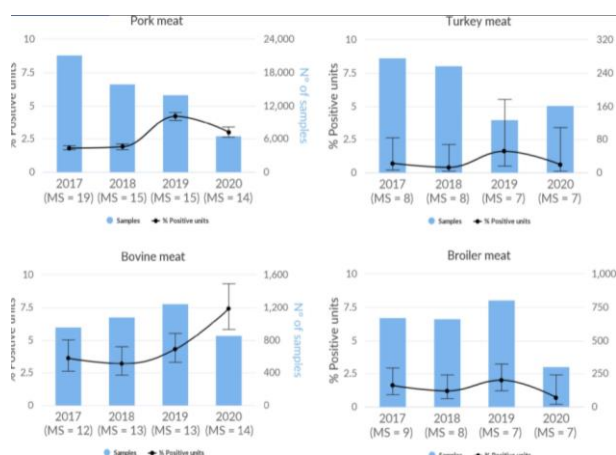 Pork meat
10
7.5
5
2.5
0
% Positive units
24,000
18,000
12,000
6,000
0
N° of samples
2017 2018 2019 2020
(MS = 19) (MS = 15) (MS = 15) (MS = 14)
Samples % Positive units
Turkey meat
10
7.5
5
2.5
0
% Positive units
320
240
160
80
0
2017 2018 2019 2020
(MS = 8) (MS = 8) (MS = 7) (MS = 7)
Samples % Positive units
Bovine meat
10
7.5
5
2.5
0
% Positive units
1,600
1,200
800
400
0
N° of samples
2017 2018 2019 2020
(MS = 12) (MS = 13) (MS = 13) (MS = 14)
Samples % Positive units
Broiler meat
10
7.5
5
2.5
0
% Positive units
1,000
750
500
250
0
2017 2018 2019 2020
(MS = 9) (MS = 8) (MS = 7) (MS = 7)
Samples % Positive units